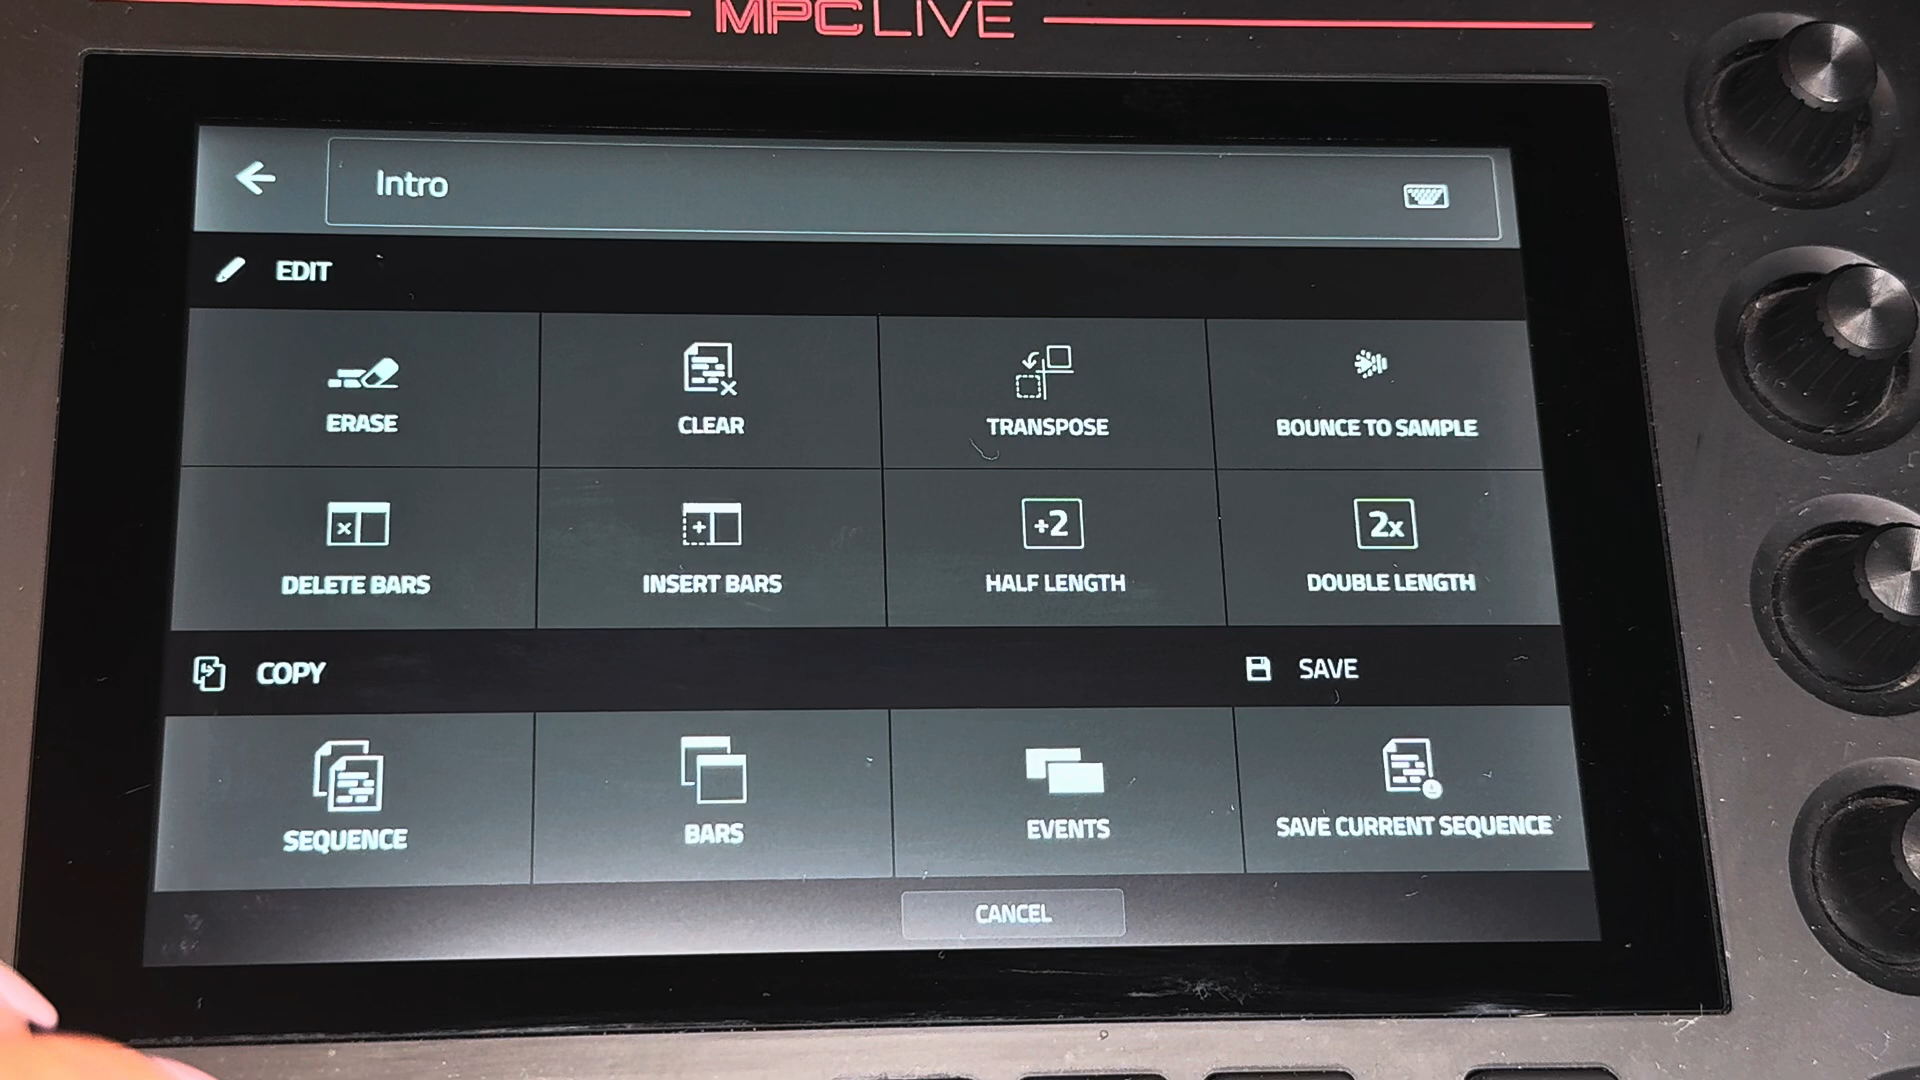 MPC LIVE
Intro
EDIT
ERASE
CLEAR
TRANSPOSE
BOUNCE TO SAMPLE
÷2
2x
DELETE BARS
INSERT BARS
HALF LENGTH
DOUBLE LENGTH
COPY
SAVE
SEQUENCE
BARS
EVENTS
SAVE CURRENT SEQUENCE
CANCEL